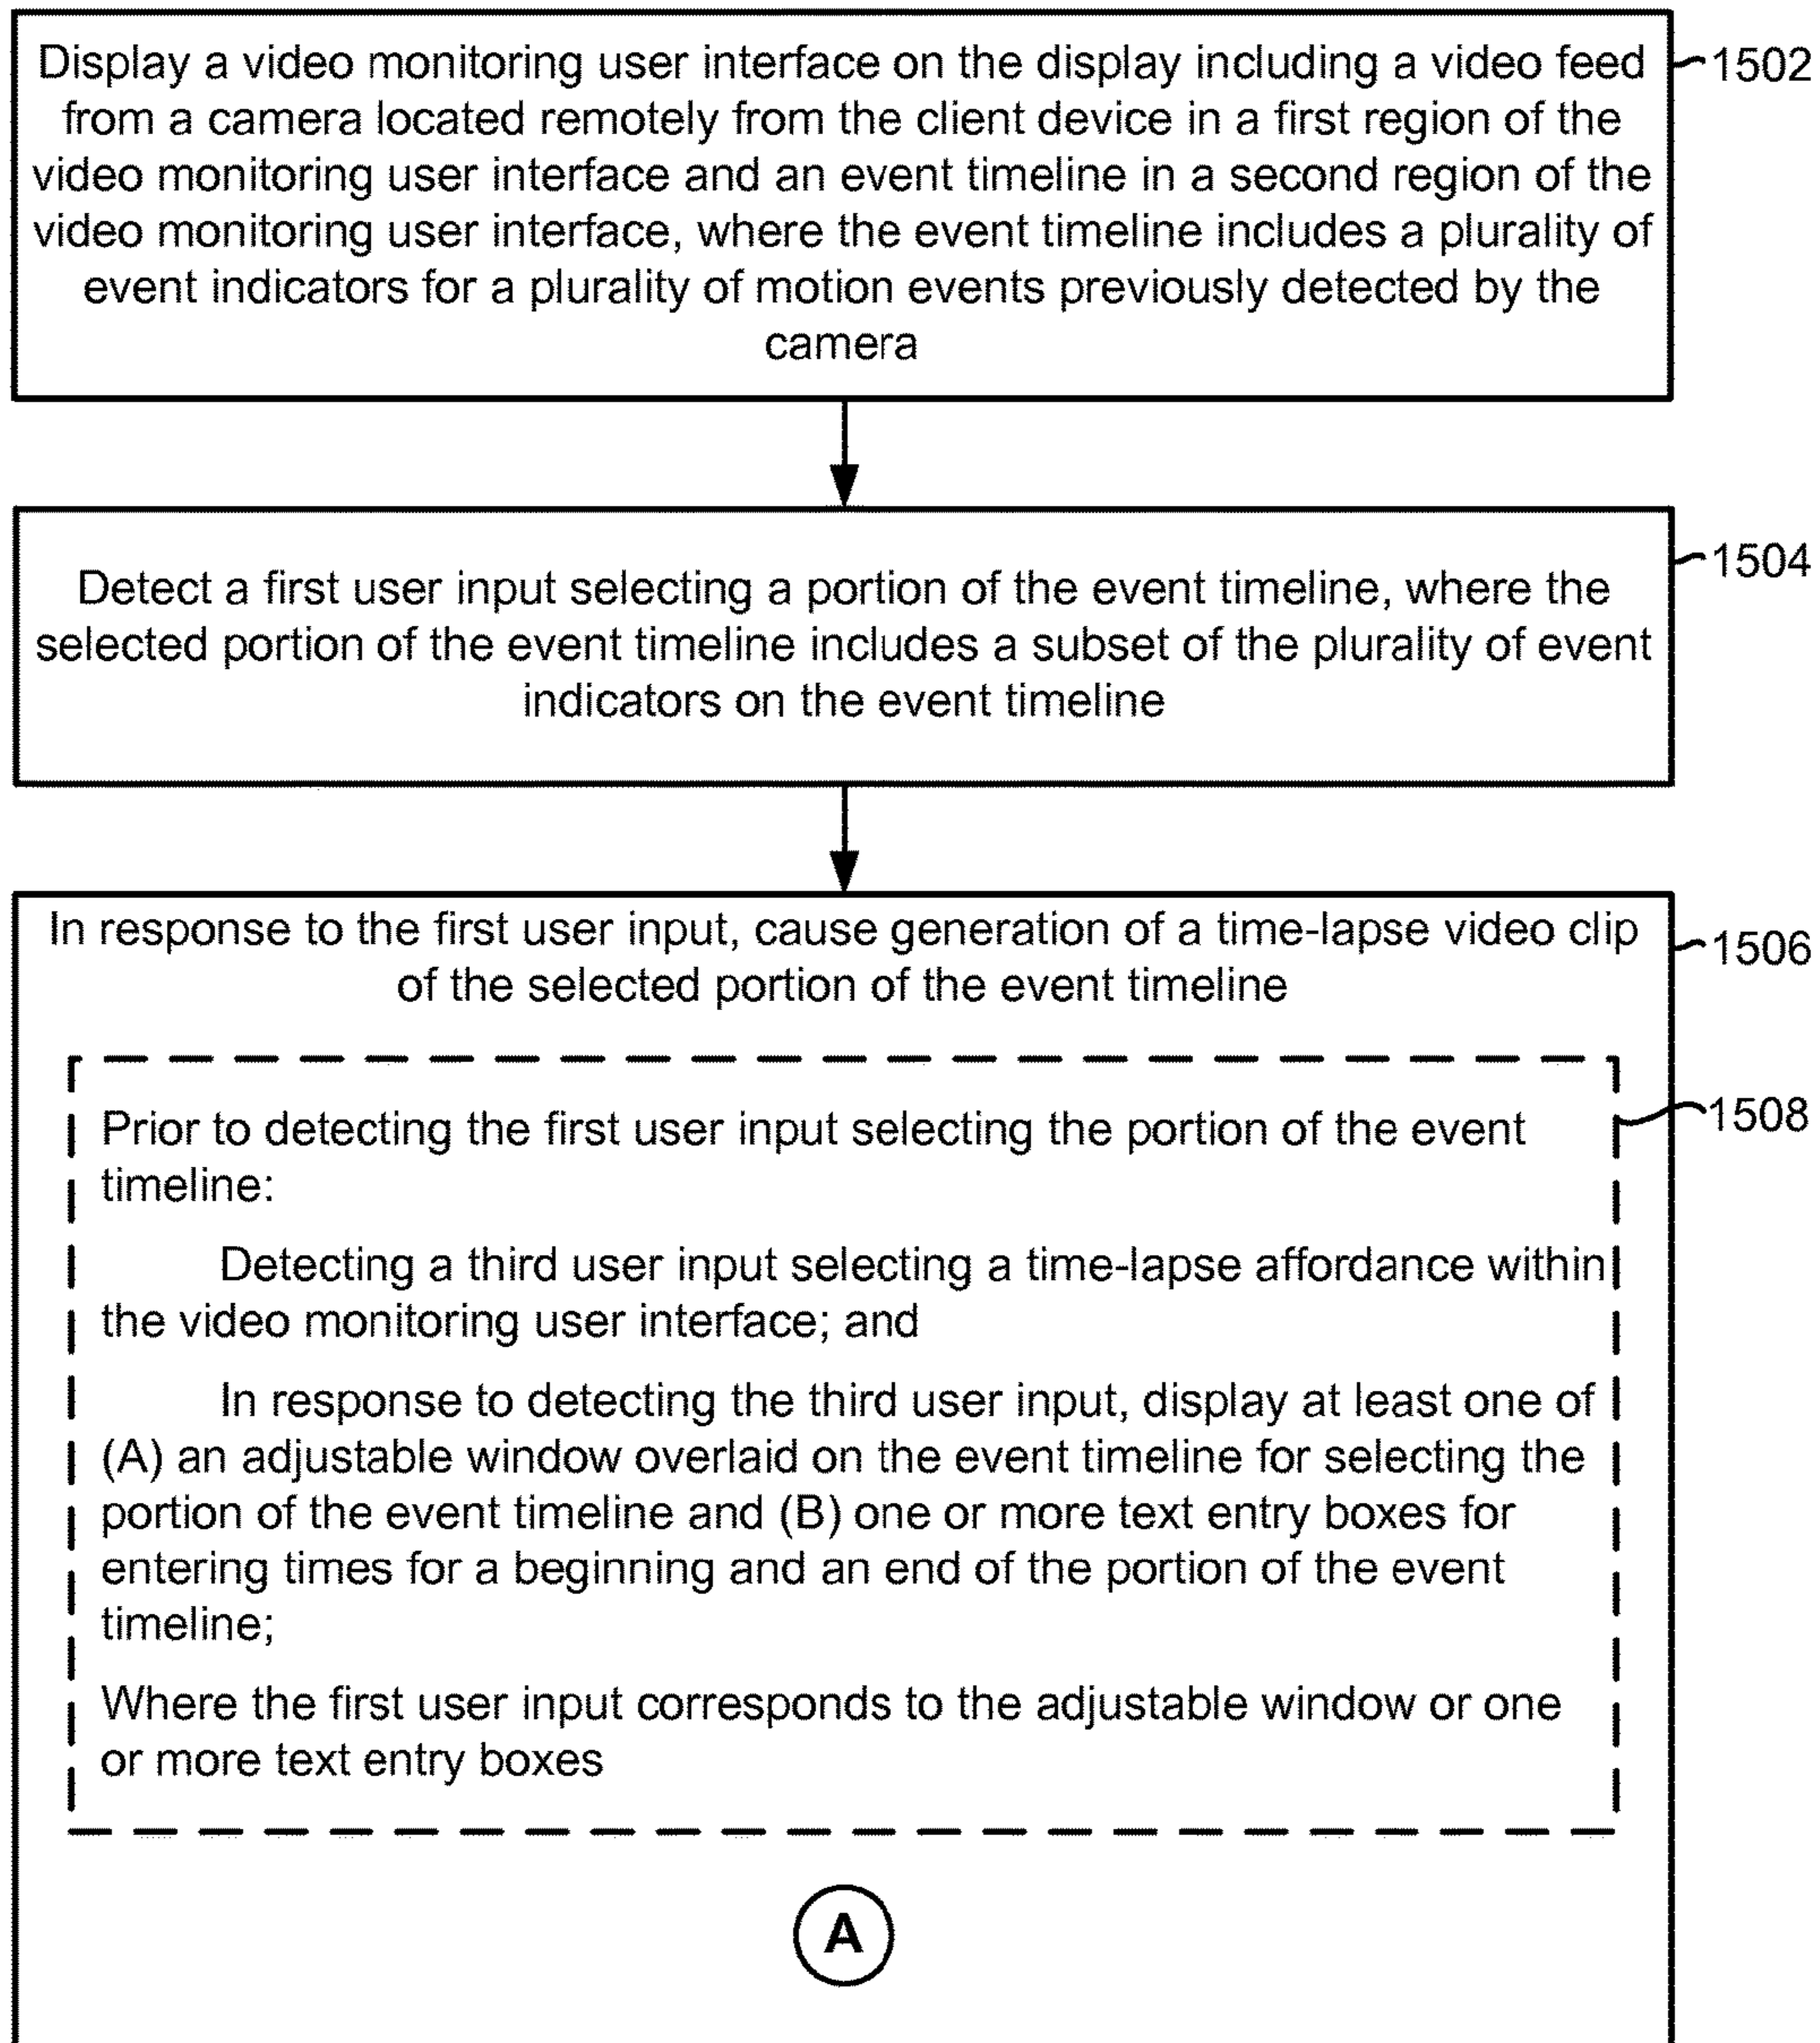 Display a video monitoring user interface on the display including a video feed
from a camera located remotely from the client device in a first region of the
video monitoring user interface and an event timeline in a second region of the
video monitoring user interface, where the event timeline includes a plurality of
event indicators for a plurality of motion events previously detected by the
camera
1502
Detect a first user input selecting a portion of the event timeline, where the
selected portion of the event timeline includes a subset of the plurality of event
indicators on the event timeline
1504
In response to the first user input, cause generation of a time-lapse video clip
of the selected portion of the event timeline
1506
Prior to detecting the first user input selecting the portion of the event
timeline:
Detecting a third user input selecting a time-lapse affordance within
the video monitoring user interface; and
In response to detecting the third user input, display at least one of
(A) an adjustable window overlaid on the event timeline for selecting the
portion of the event timeline and (B) one or more text entry boxes for
entering times for a beginning and an end of the portion of the event
timeline;
Where the first user input corresponds to the adjustable window or one
or more text entry boxes
1508
A